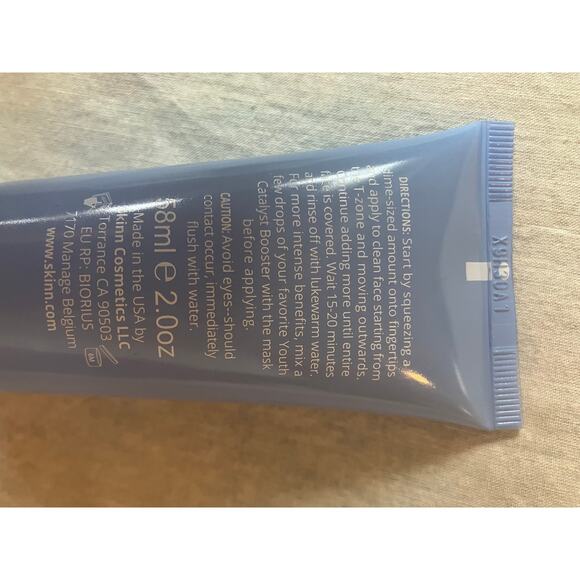 DIRECTIONS: Start by squeezing a
dime-sized amount onto fingertips
and apply to clean face starting from
the T-zone and moving outwards.
Continue adding more until entire
face is covered. Wait 15-20 minutes
and rinse off with lukewarm water.
For more intense benefits, mix a
few drops of your favorite Youth
Catalyst Booster with the mask
before applying.
CAUTION: Avoid eyes--should
contact occur, immediately
flush with water.
58ml e 2.0oz
Made in the USA by
Skinn Cosmetics LLC
Torrance CA 90503
EU RP: BIORIUS
7170 Manage Belgium
www.skinn.com